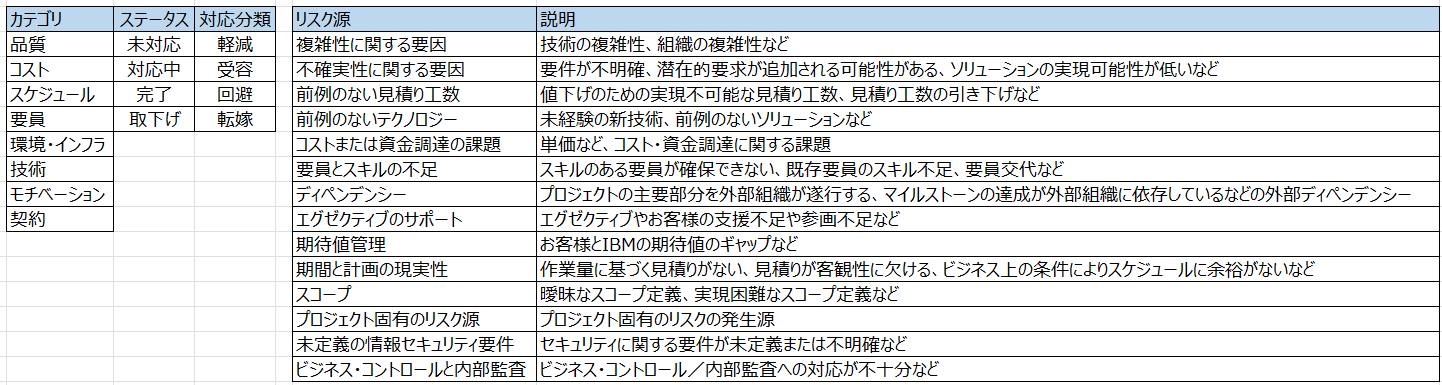 カテゴリ ステータス 対応分類 リスク源 説明
品質 未対応 軽減 複雑性に関する要因 技術の複雑性、組織の複雑性など
コスト 対応中 受容 不確実性に関する要因 要件が不明確、潜在的要求が追加される可能性がある、ソリューションの実現可能性が低いなど
スケジュール 完了 回避 前例のない見積り工数 値下げのための実現不可能な見積り工数、見積り工数の引き下げなど
要員 取下げ 転嫁 前例のないテクノロジー 未経験の新技術、前例のないソリューションなど
環境・インフラ コストまたは資金調達の課題 単価など、コスト・資金調達に関する課題
技術 要員とスキルの不足 スキルのある要員が確保できない、既存要員のスキル不足、要員交代など
モチベーション ディペンデンシー プロジェクトの主要部分を外部組織が遂行する、マイルストーンの達成が外部組織に依存しているなどの外部ディペンデンシー
契約 エグゼクティブのサポート エグゼクティブやお客様の支援不足や参画不足など
期待値管理 お客様とIBMの期待値のギャップなど
期間と計画の現実性 作業量に基づく見積りがない、見積りが客観性に欠ける、ビジネス上の条件によりスケジュールに余裕がないなど
スコープ 曖昧なスコープ定義、実現困難なスコープ定義など
プロジェクト固有のリスク源 プロジェクト固有のリスクの発生源
未定義の情報セキュリティ要件 セキュリティに関する要件が未定義または不明確など
ビジネス・コントロールと内部監査 ビジネス・コントロール／内部監査への対応が不十分など